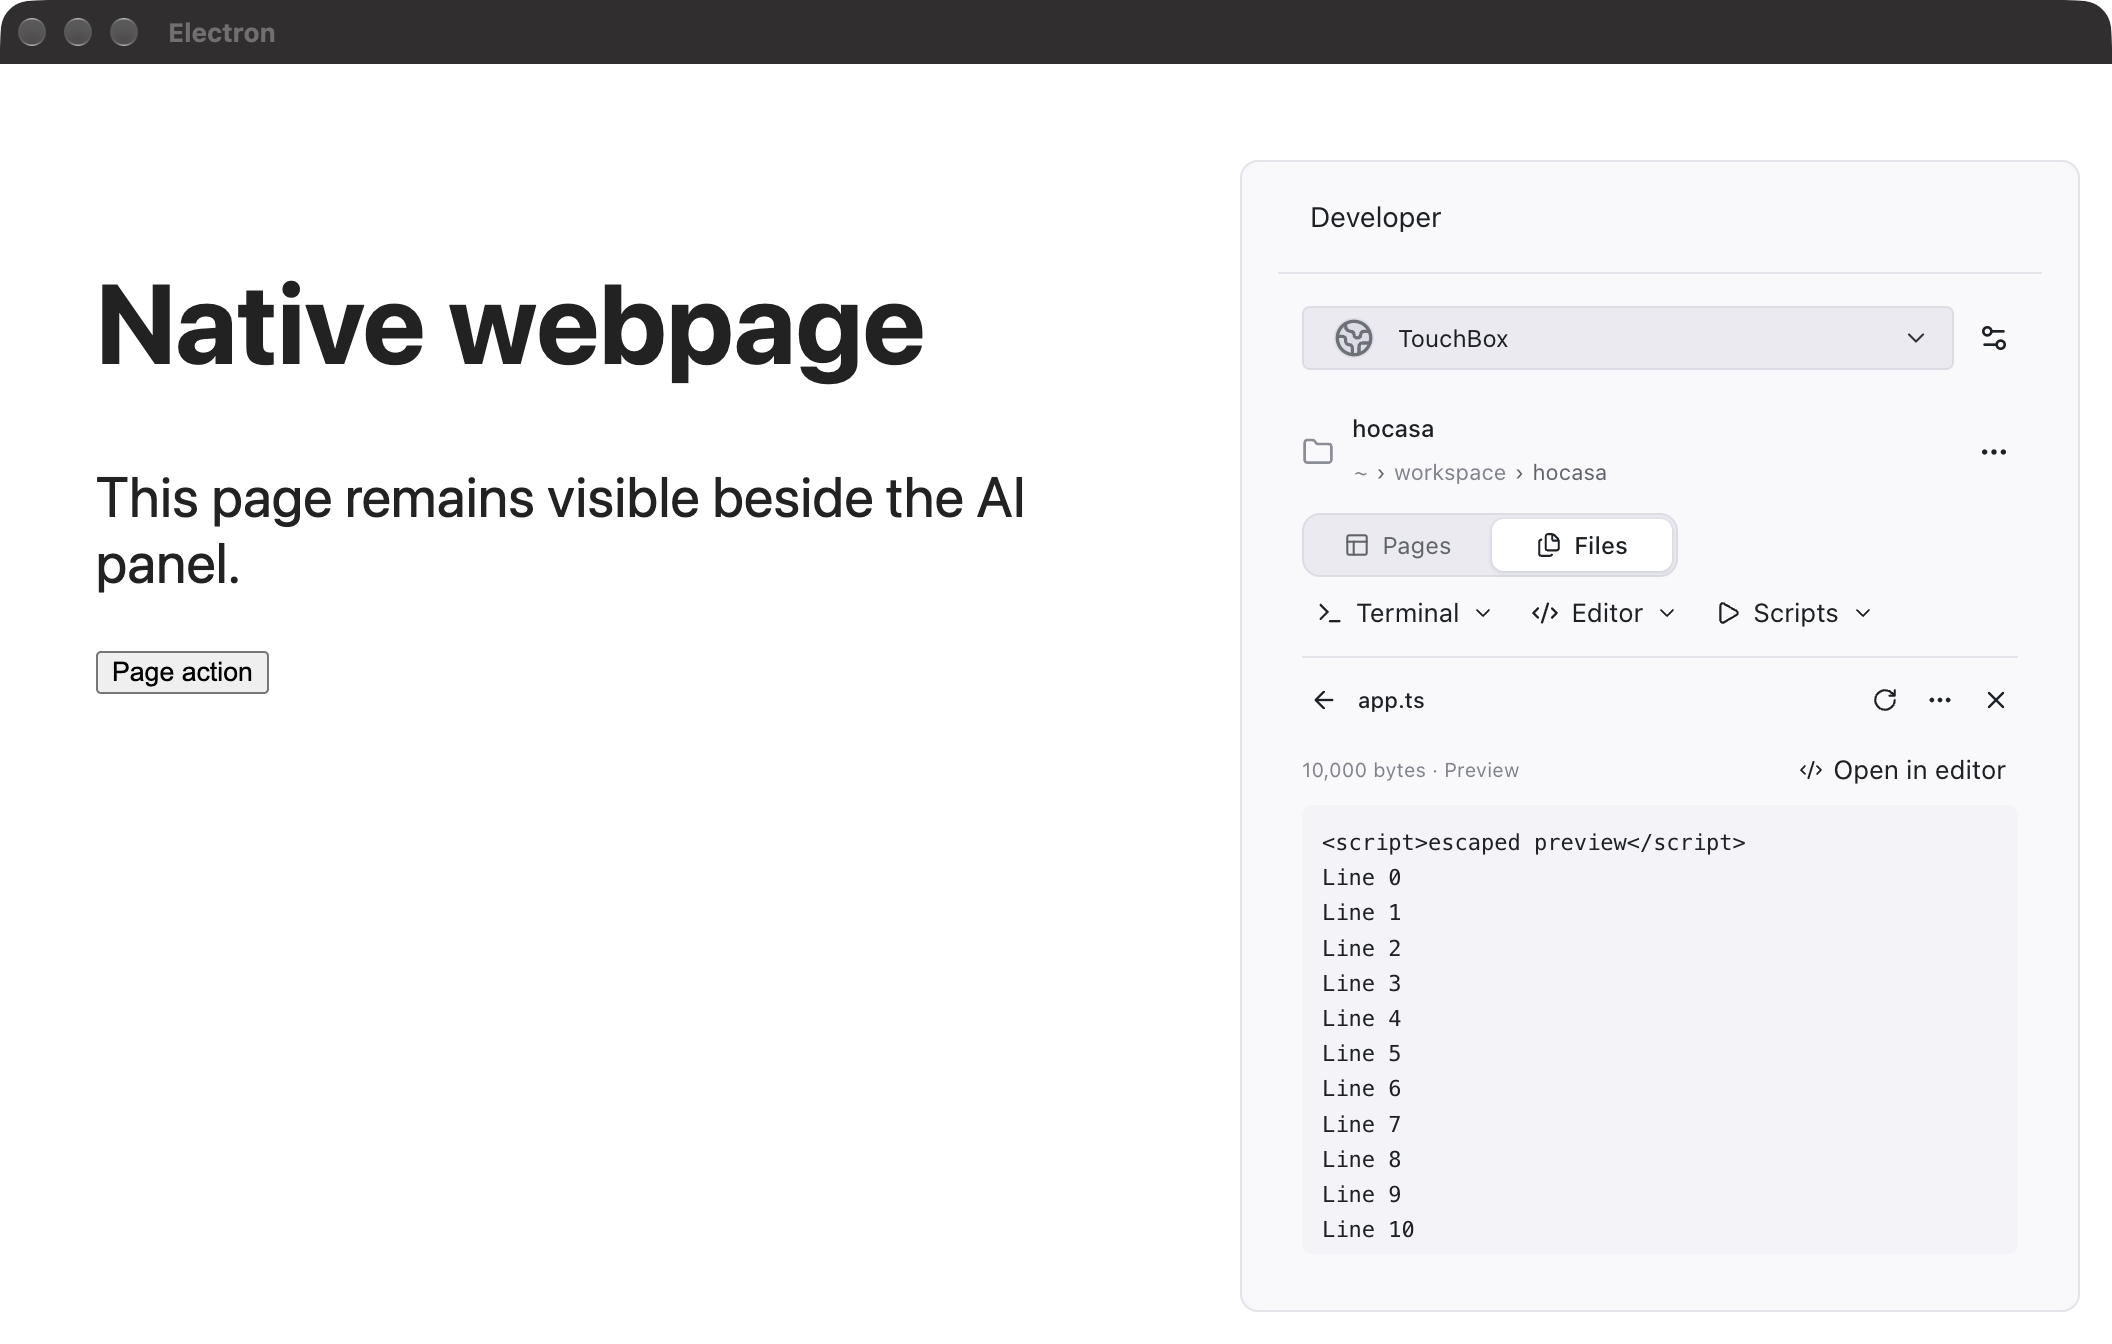 Electron
Native webpage
This page remains visible beside the AI
panel.
Page action
Developer
TouchBox
hocasa
~ › workspace › hocasa
Pages Files
Terminal </> Editor Scripts
app.ts
10,000 bytes · Preview </> Open in editor
<script>escaped preview</script>
Line 0
Line 1
Line 2
Line 3
Line 4
Line 5
Line 6
Line 7
Line 8
Line 9
Line 10